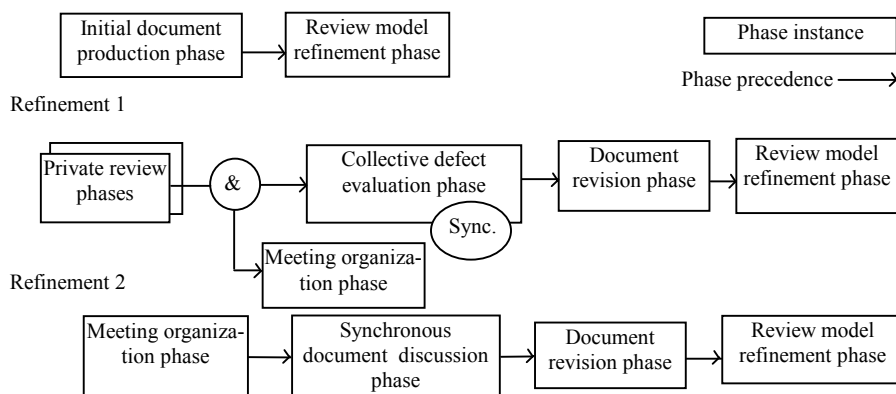 Initial document
production phase
Review model
refinement phase
Phase instance
Phase precedence
Refinement 1
Private review
phases
&
Collective defect
evaluation phase
Sync.
Document
revision phase
Review model
refinement phase
Meeting organiza-
tion phase
Refinement 2
Meeting organiza-
tion phase
Synchronous
document discussion
phase
Document
revision phase
Review model
refinement phase